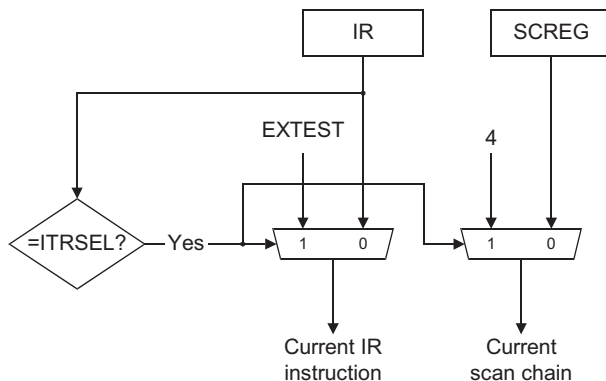 IR
SCREG
EXTEST
4
=ITRSEL?
Yes
1 0
1 0
Current IR
instruction
Current
scan chain